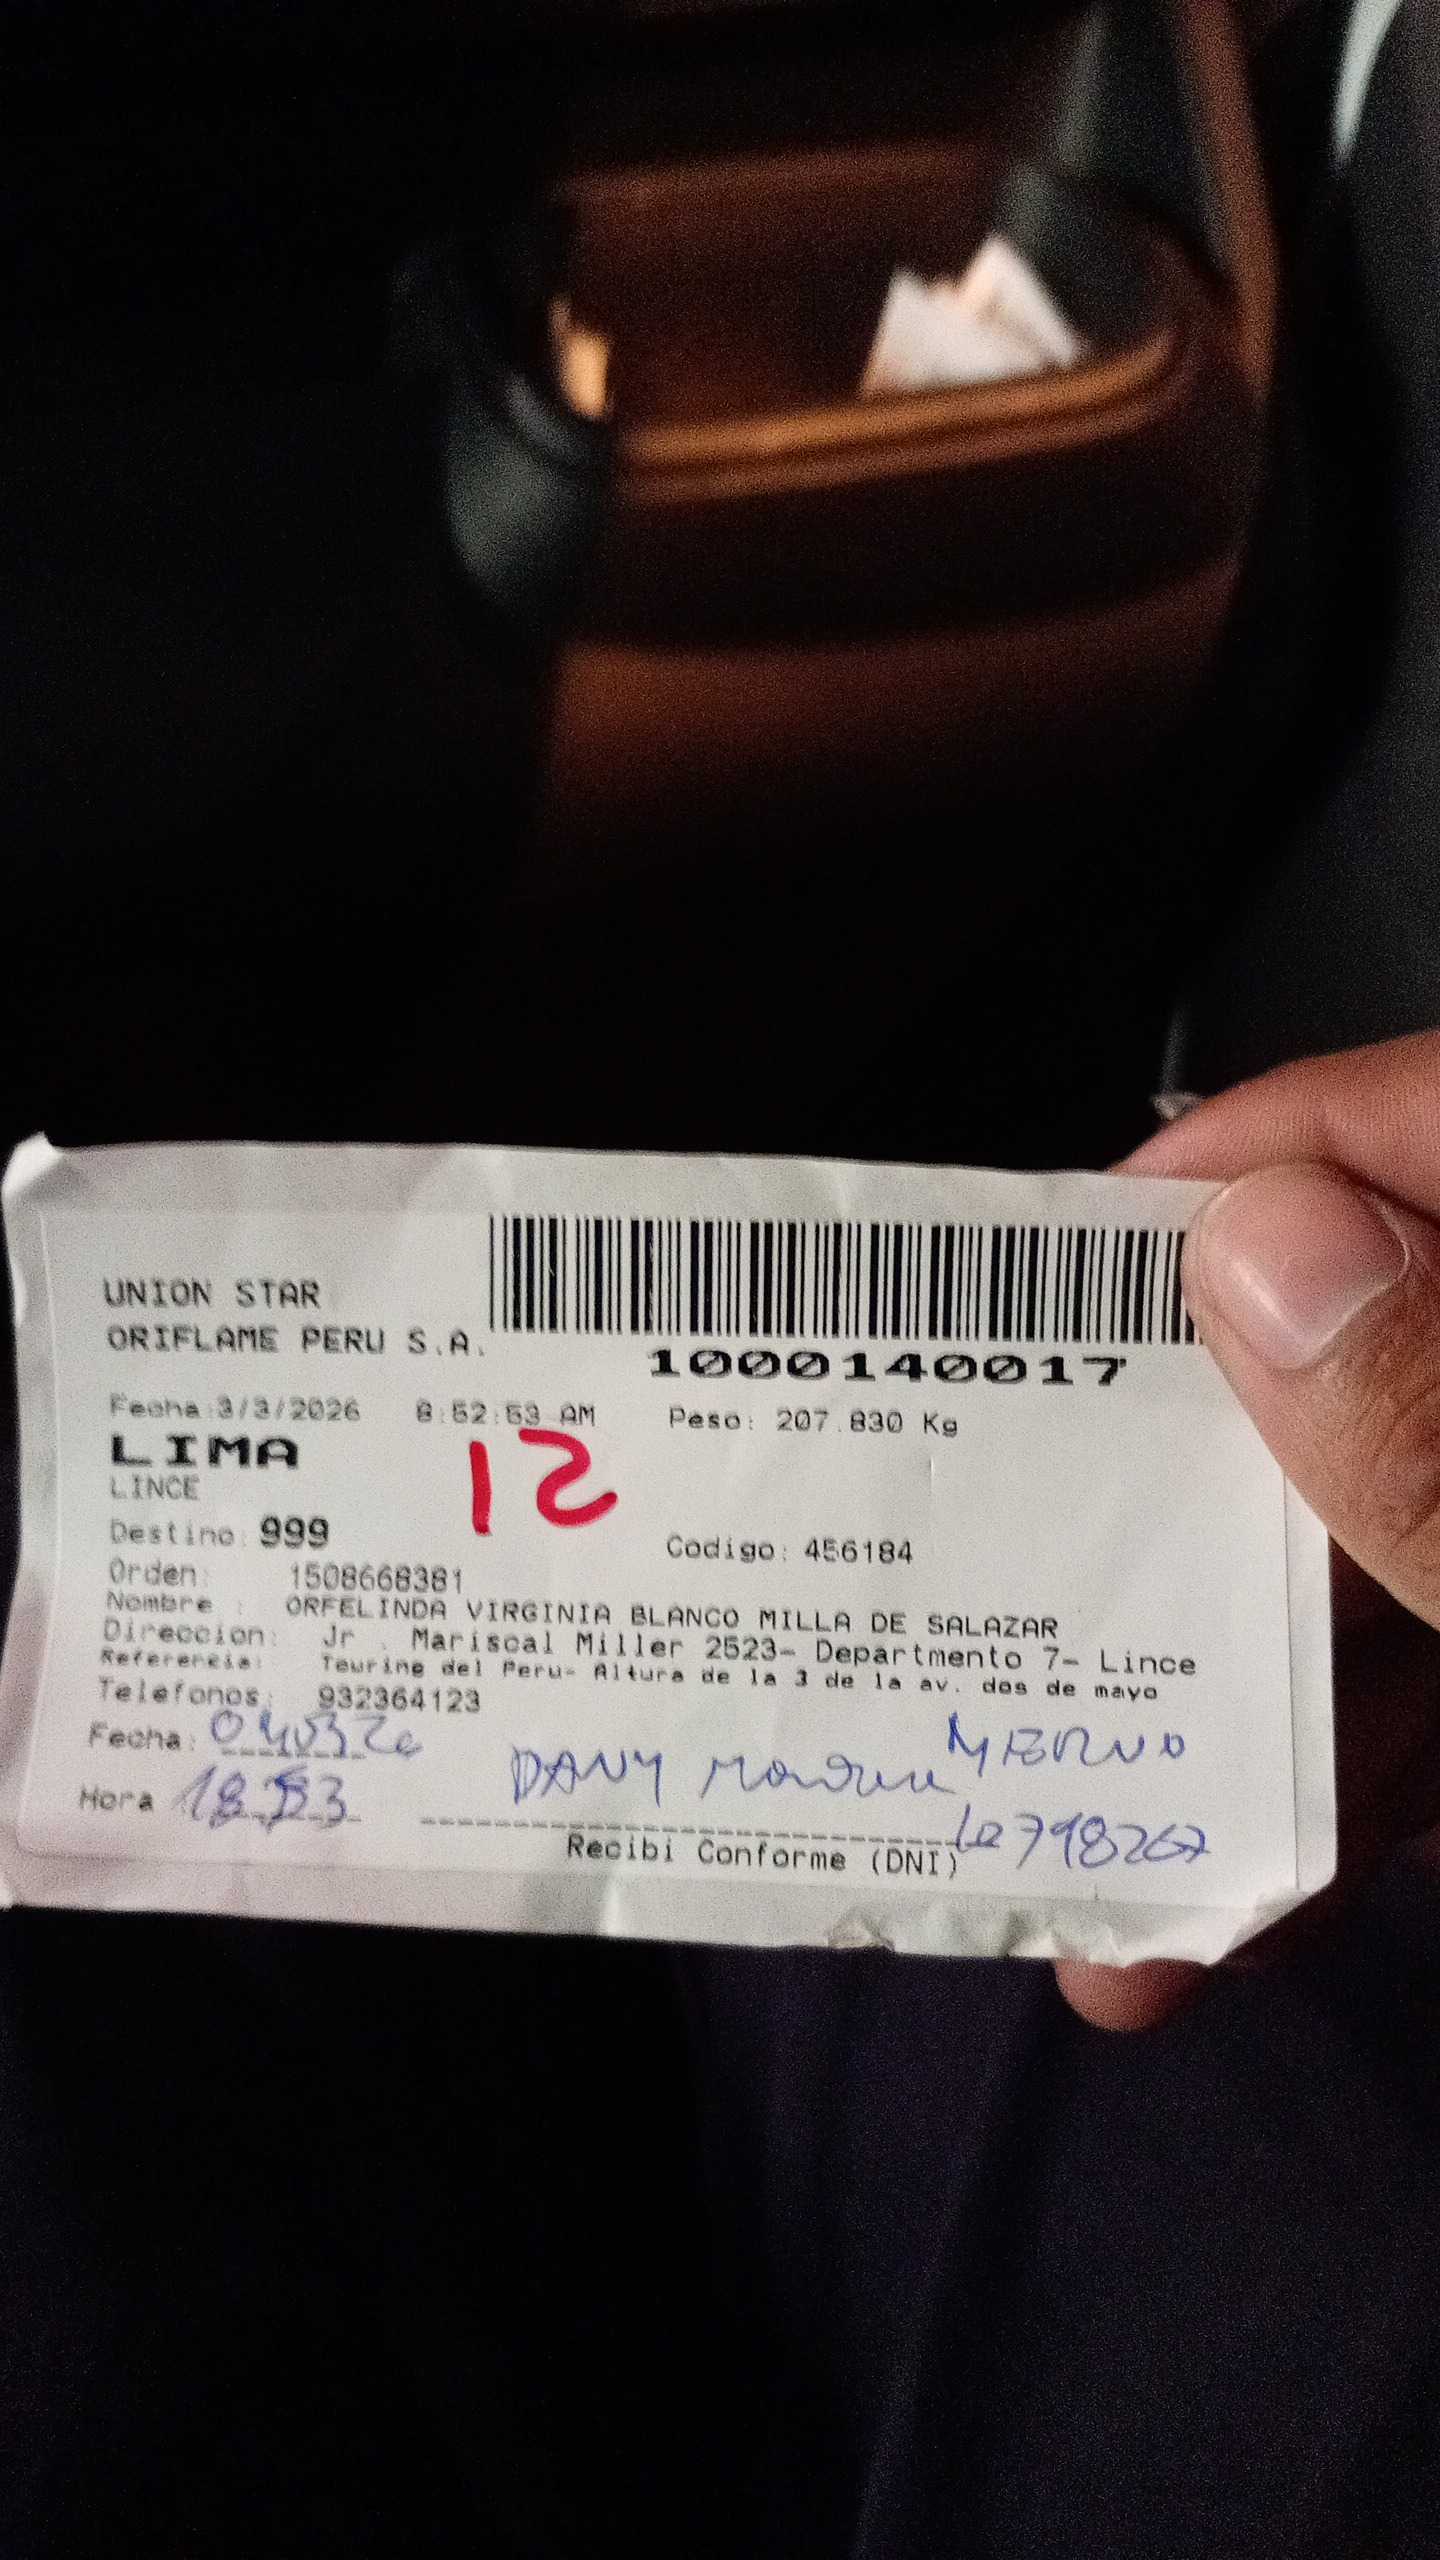 UNION STAR
ORIFLAME PERU S.A.
1000140017
Fecha:3/3/2026 8:52:53 AM Peso: 207.830 Kg
LIMA
12
LINCE
Destino: 999 Codigo: 456184
Orden: 1508668381
Nombre : ORFELINDA VIRGINIA BLANCO MILLA DE SALAZAR
Direccion: Jr . Mariscal Miller 2523- Departmento 7- Lince
Referencia: Teurine del Peru- Altura de la 3 de la av. dos de mayo
Telefonos: 932364123
Fecha:
Hora DANY
Recibi Conforme (DNI)